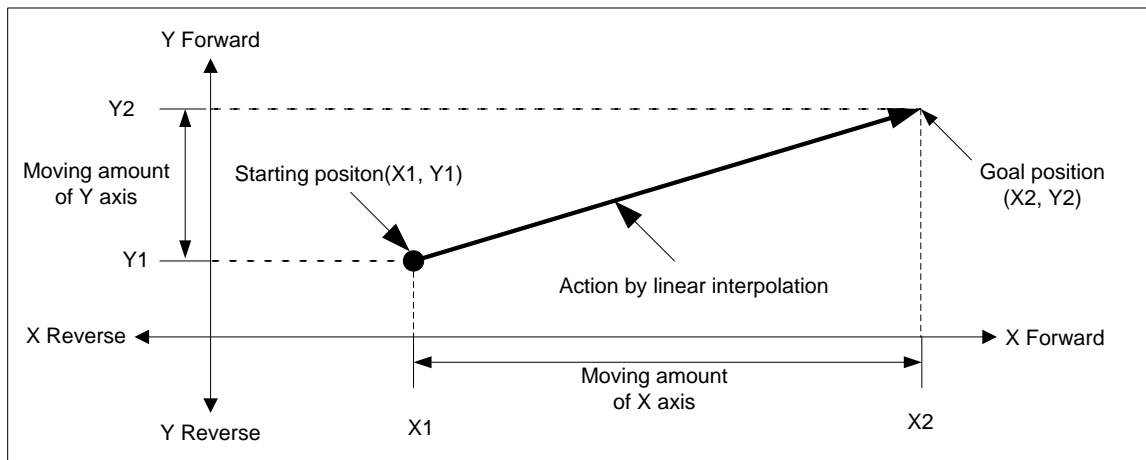 Y Forward
Y2
Moving amount
of Y axis
Starting positon(X1, Y1)
Goal position
(X2, Y2)
Y1
Action by linear interpolation
X Reverse
X Forward
Moving amount
of X axis
Y Reverse
X1
X2